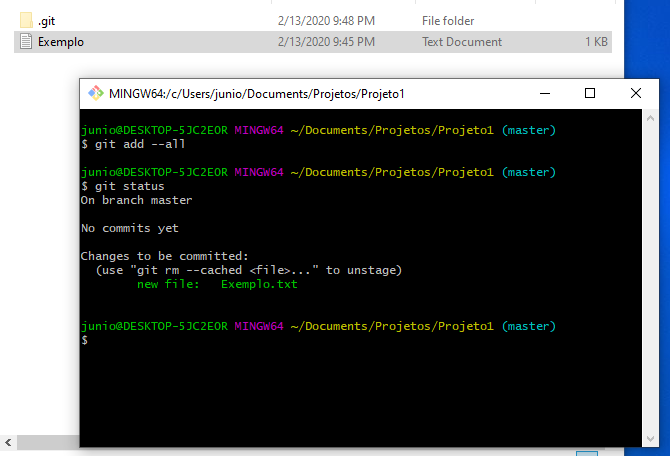 .git 2/13/2020 9:48 PM File folder
Exemplo 2/13/2020 9:45 PM Text Document 1 KB
MINGW64:/c/Users/junio/Documents/Projetos/Projeto1
junio@DESKTOP-5JC2EOR MINGW64 ~/Documents/Projetos/Projeto1 (master)
$ git add --all
junio@DESKTOP-5JC2EOR MINGW64 ~/Documents/Projetos/Projeto1 (master)
$ git status
On branch master
No commits yet
Changes to be committed:
(use "git rm --cached <file>..." to unstage)
new file: Exemplo.txt
junio@DESKTOP-5JC2EOR MINGW64 ~/Documents/Projetos/Projeto1 (master)
$